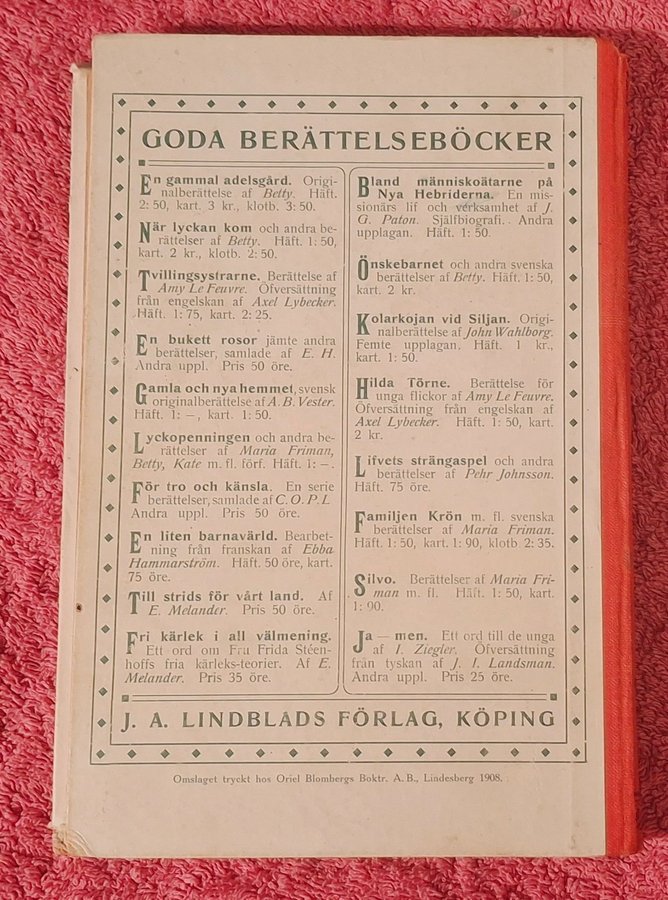 GODA BERÄTTELSEBÖCKER
En gammal adelsgård. Origi-
nalberättelse af Betty. Häft.
2: 50, kart. 3 kr., klotb. 3: 50.
När lyckan kom och andra be-
rättelser af Betty. Häft. 1: 50,
kart. 2 kr., klotb. 2: 50.
Tvillingsystrarne. Berättelse af
Amy Le Feuvre. Öfversättning
från engelskan af Axel Lybecker.
Häft. 1: 75, kart. 2: 25.
En bukett rosor jämte andra
berättelser, samlade af E. H.
Andra uppl. Pris 50 öre.
Gamla och nya hemmet, svensk
originalberättelse af A. B. Vester.
Häft. 1: –, kart. 1: 50.
Lyckopenningen och andra be-
rättelser af Maria Friman,
Betty, Kate m. fl. förf. Häft. 1: –.
För tro och känsla. En serie
berättelser, samlade af C. O. P. L
Andra uppl. Pris 50 öre.
En liten barnavärld. Bearbet-
ning från franskan af Ebba
Hammarström. Häft. 50 öre, kart.
75 öre.
Till strids för vårt land. Af
E. Melander. Pris 50 öre.
Fri kärlek i all välmening.
Ett ord om Fru Frida Stéen-
hoffs fria kärleks-teorier. Af E.
Melander. Pris 35 öre.
Bland människoätarne på
Nya Hebriderna. En mis-
sionärs lif och verksamhet af J.
G. Paton. Själfbiografi. Andra
upplagan. Häft. 1: 50.
Önskebarnet och andra svenska
berättelser af Betty. Häft. 1: 50,
kart. 2 kr.
Kolarkojan vid Siljan. Origi-
nalberättelse af John Wahlborg.
Femte upplagan. Häft. 1 kr.,
kart. 1: 50.
Hilda Törne. Berättelse för
unga flickor af Amy Le Feuvre.
Öfversättning från engelskan af
Axel Lybecker. Häft. 1: 50, kart.
2 kr.
Lifvets strängaspel och andra
berättelser af Pehr Johnsson.
Häft. 75 öre.
Familjen Krön m. fl. svenska
berättelser af Maria Friman.
Häft. 1: 50, kart. 1: 90, klotb. 2: 35.
Silvo. Berättelser af Maria Fri-
man m. fl. Häft. 1: 50, kart.
1: 90.
Ja — men. Ett ord till de unga
af I. Ziegler. Öfversättning
från tyskan af J. I. Landsman.
Andra uppl. Pris 25 öre.
J. A. LINDBLADS FÖRLAG, KÖPING
Omslaget tryckt hos Oriel Blombergs Boktr. A. B., Lindesberg 1908.